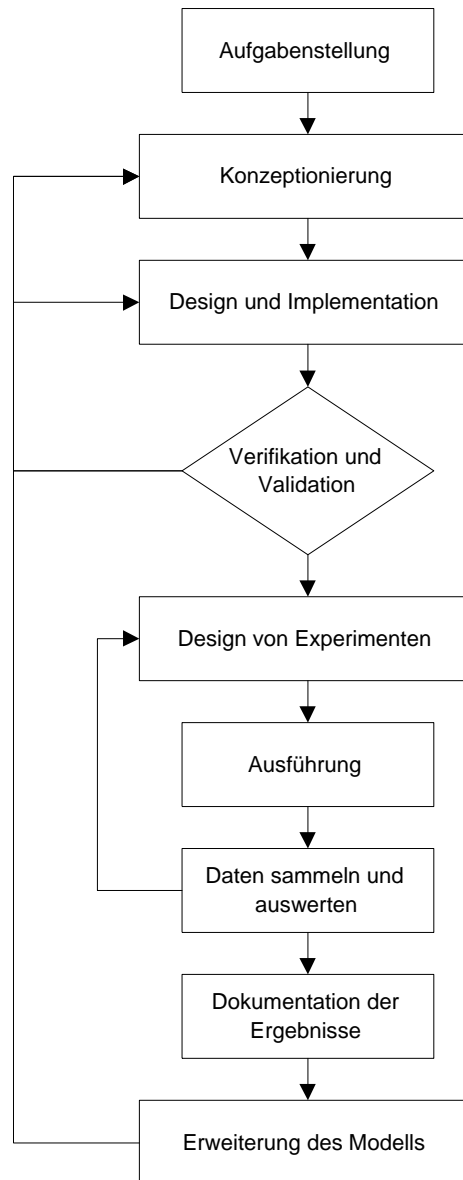 Aufgabenstellung
Konzeptionierung
Design und Implementation
Verifikation und
Validation
Design von Experimenten
Ausführung
Daten sammeln und
auswerten
Dokumentation der
Ergebnisse
Erweiterung des Modells